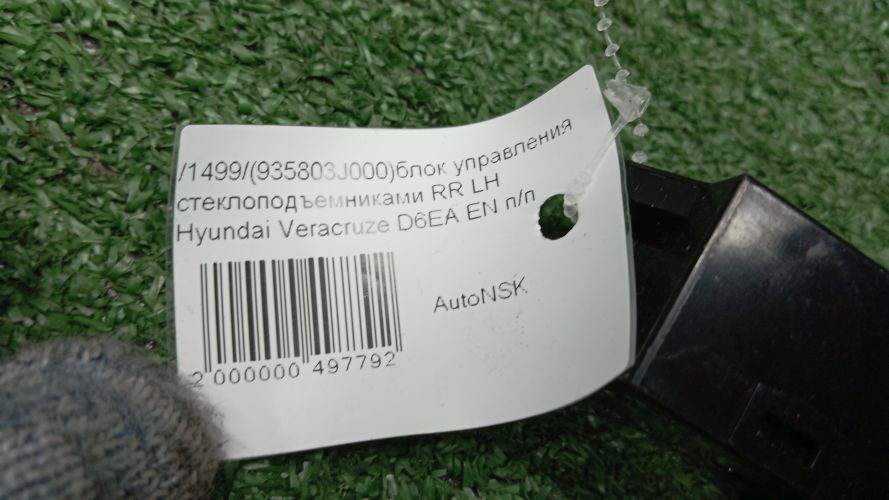 /1499/(935803J000)блок управления
стеклоподъемниками RR LH
Hyundai Veracruze D6EA EN п/п
AutoNSK
2 000000 497792